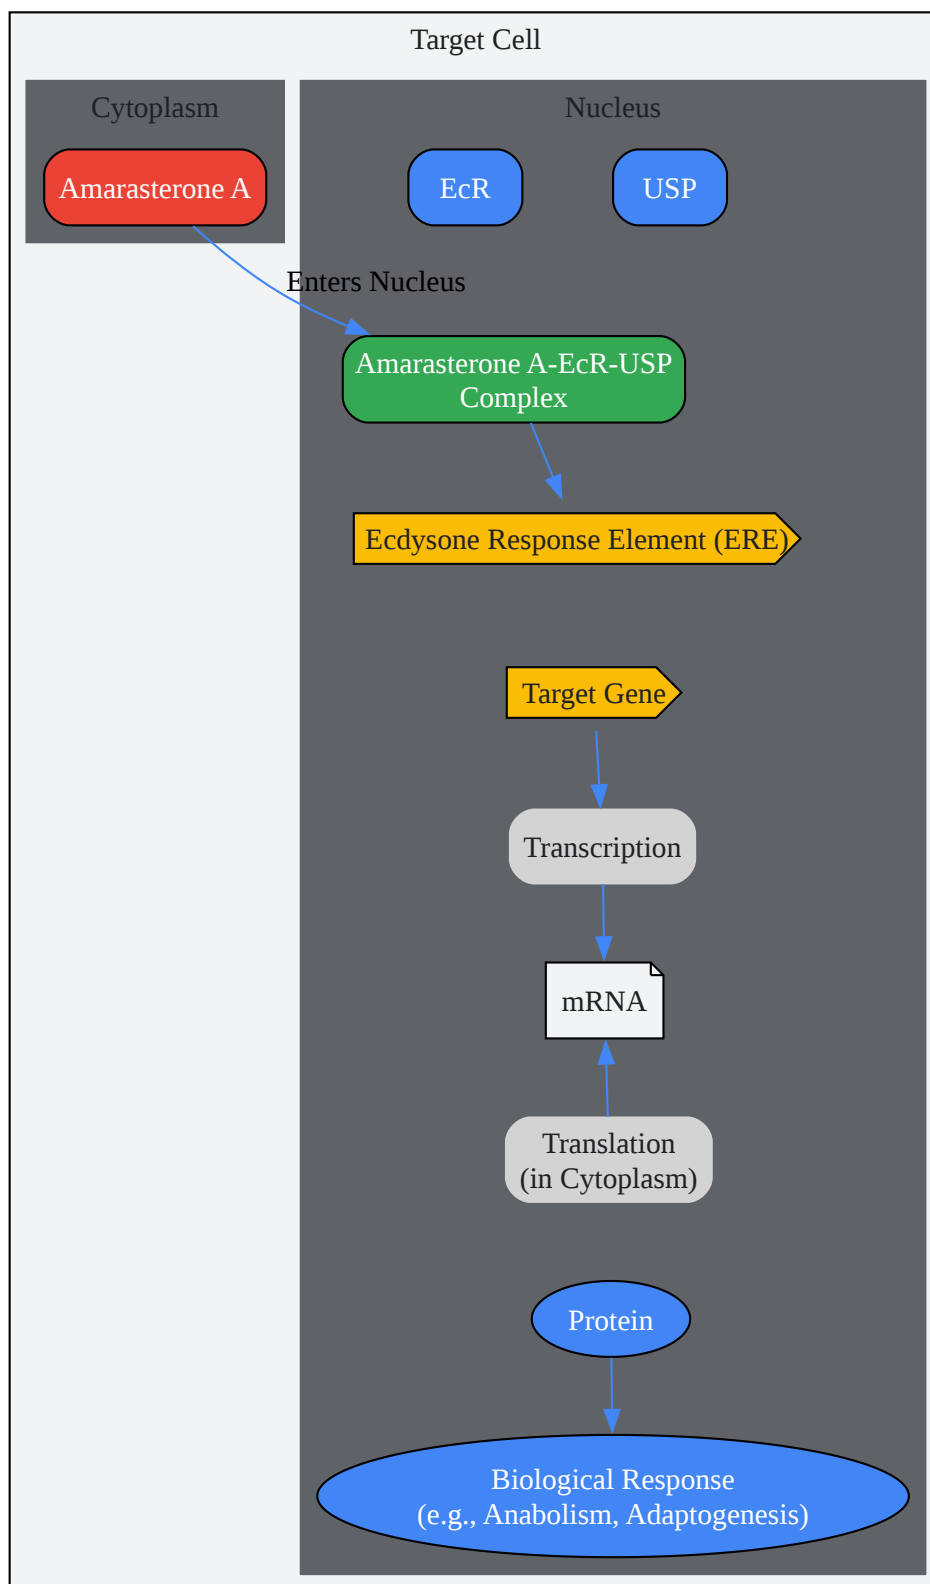 Target Cell
Cytoplasm
Nucleus
Amarasterone A
EcR
USP
Enters Nucleus
Amarasterone A-EcR-USP
Complex
Ecdysone Response Element (ERE)
Target Gene
Transcription
mRNA
Translation
(in Cytoplasm)
Protein
Biological Response
(e.g., Anabolism, Adaptogenesis)